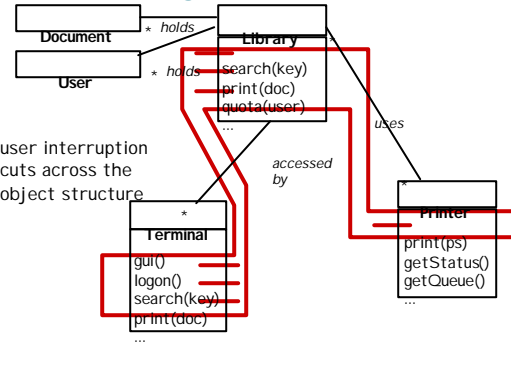 Document
* holds
User
* holds
Library
*
search(key)
print(doc)
quota(user)
...
uses
user interruption
cuts across the
object structure
accessed
by
*
Terminal
gui()
logon()
search(key)
print(doc)
...
*
Printer
print(ps)
getStatus()
getQueue()
...